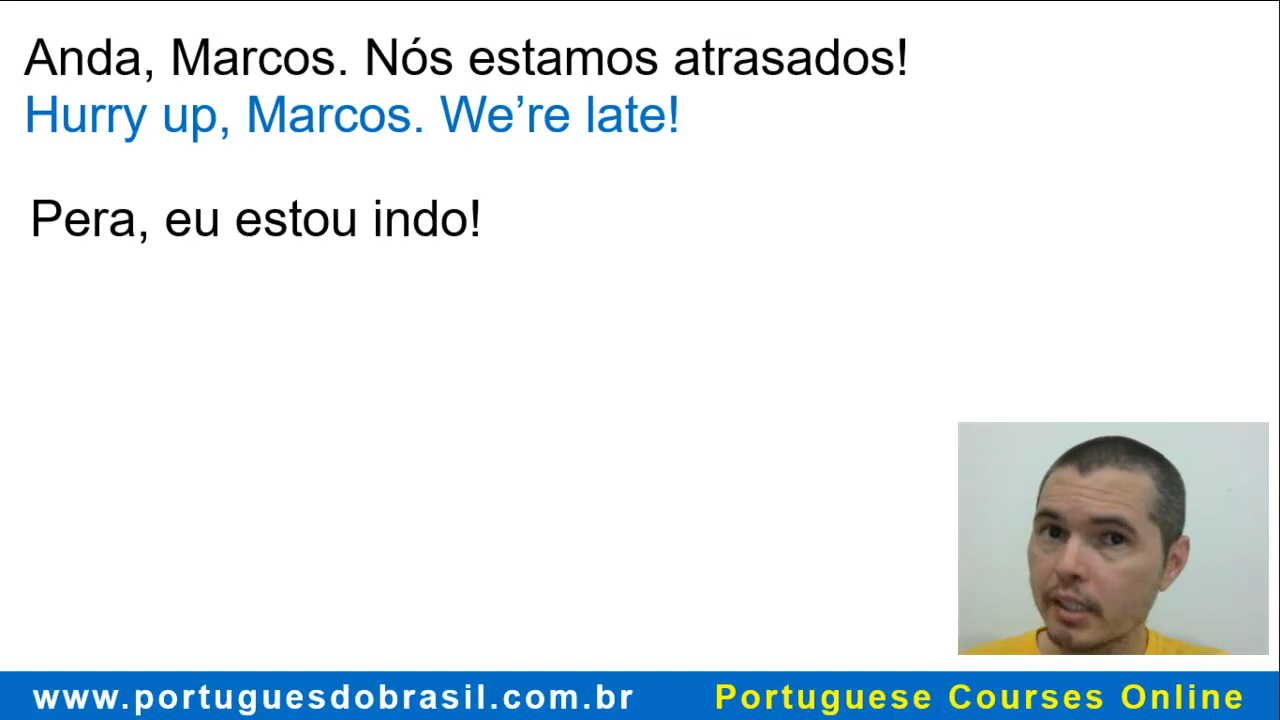 Anda, Marcos. Nós estamos atrasados!
Hurry up, Marcos. We’re late!
Pera, eu estou indo!
www.portuguesdobrasil.com.br Portuguese Courses Online